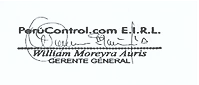 PerúControl.com E.I.R.L.
William Moreyra Auris
GERENTE GENERAL